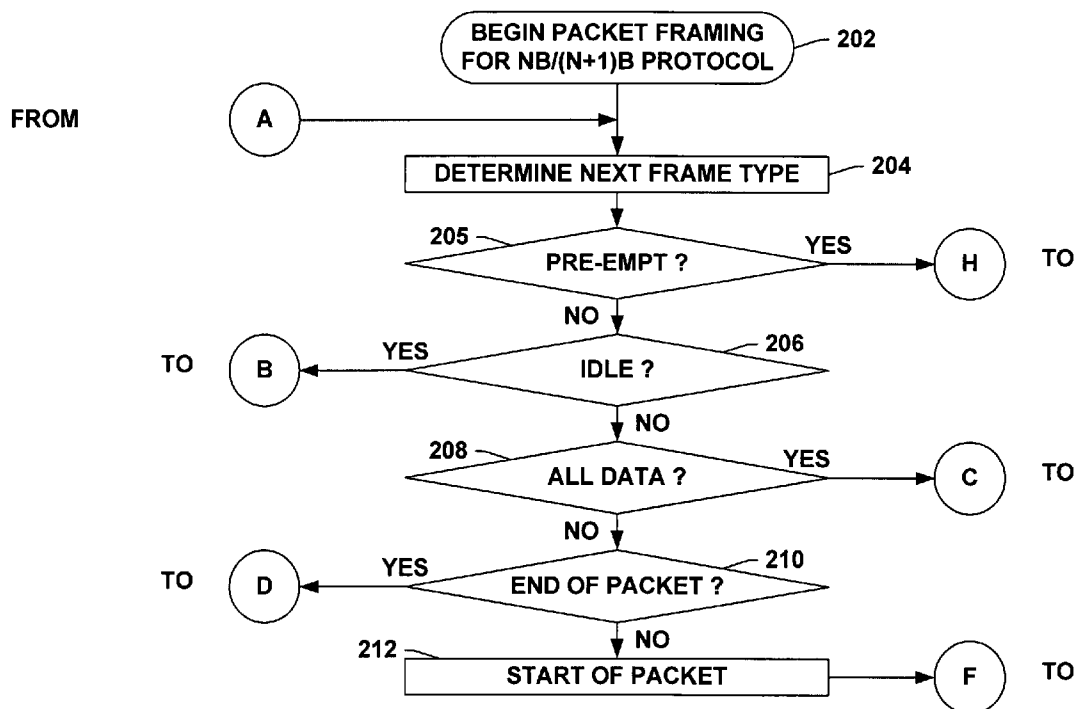 BEGIN PACKET FRAMING
FOR NB/(N+1)B PROTOCOL
202
FROM
A
DETERMINE NEXT FRAME TYPE
204
205
PRE-EMPT ?
YES
H
TO
NO
206
TO
B
YES
IDLE ?
NO
208
ALL DATA ?
YES
C
TO
NO
210
TO
D
YES
END OF PACKET ?
NO
212
START OF PACKET
F
TO